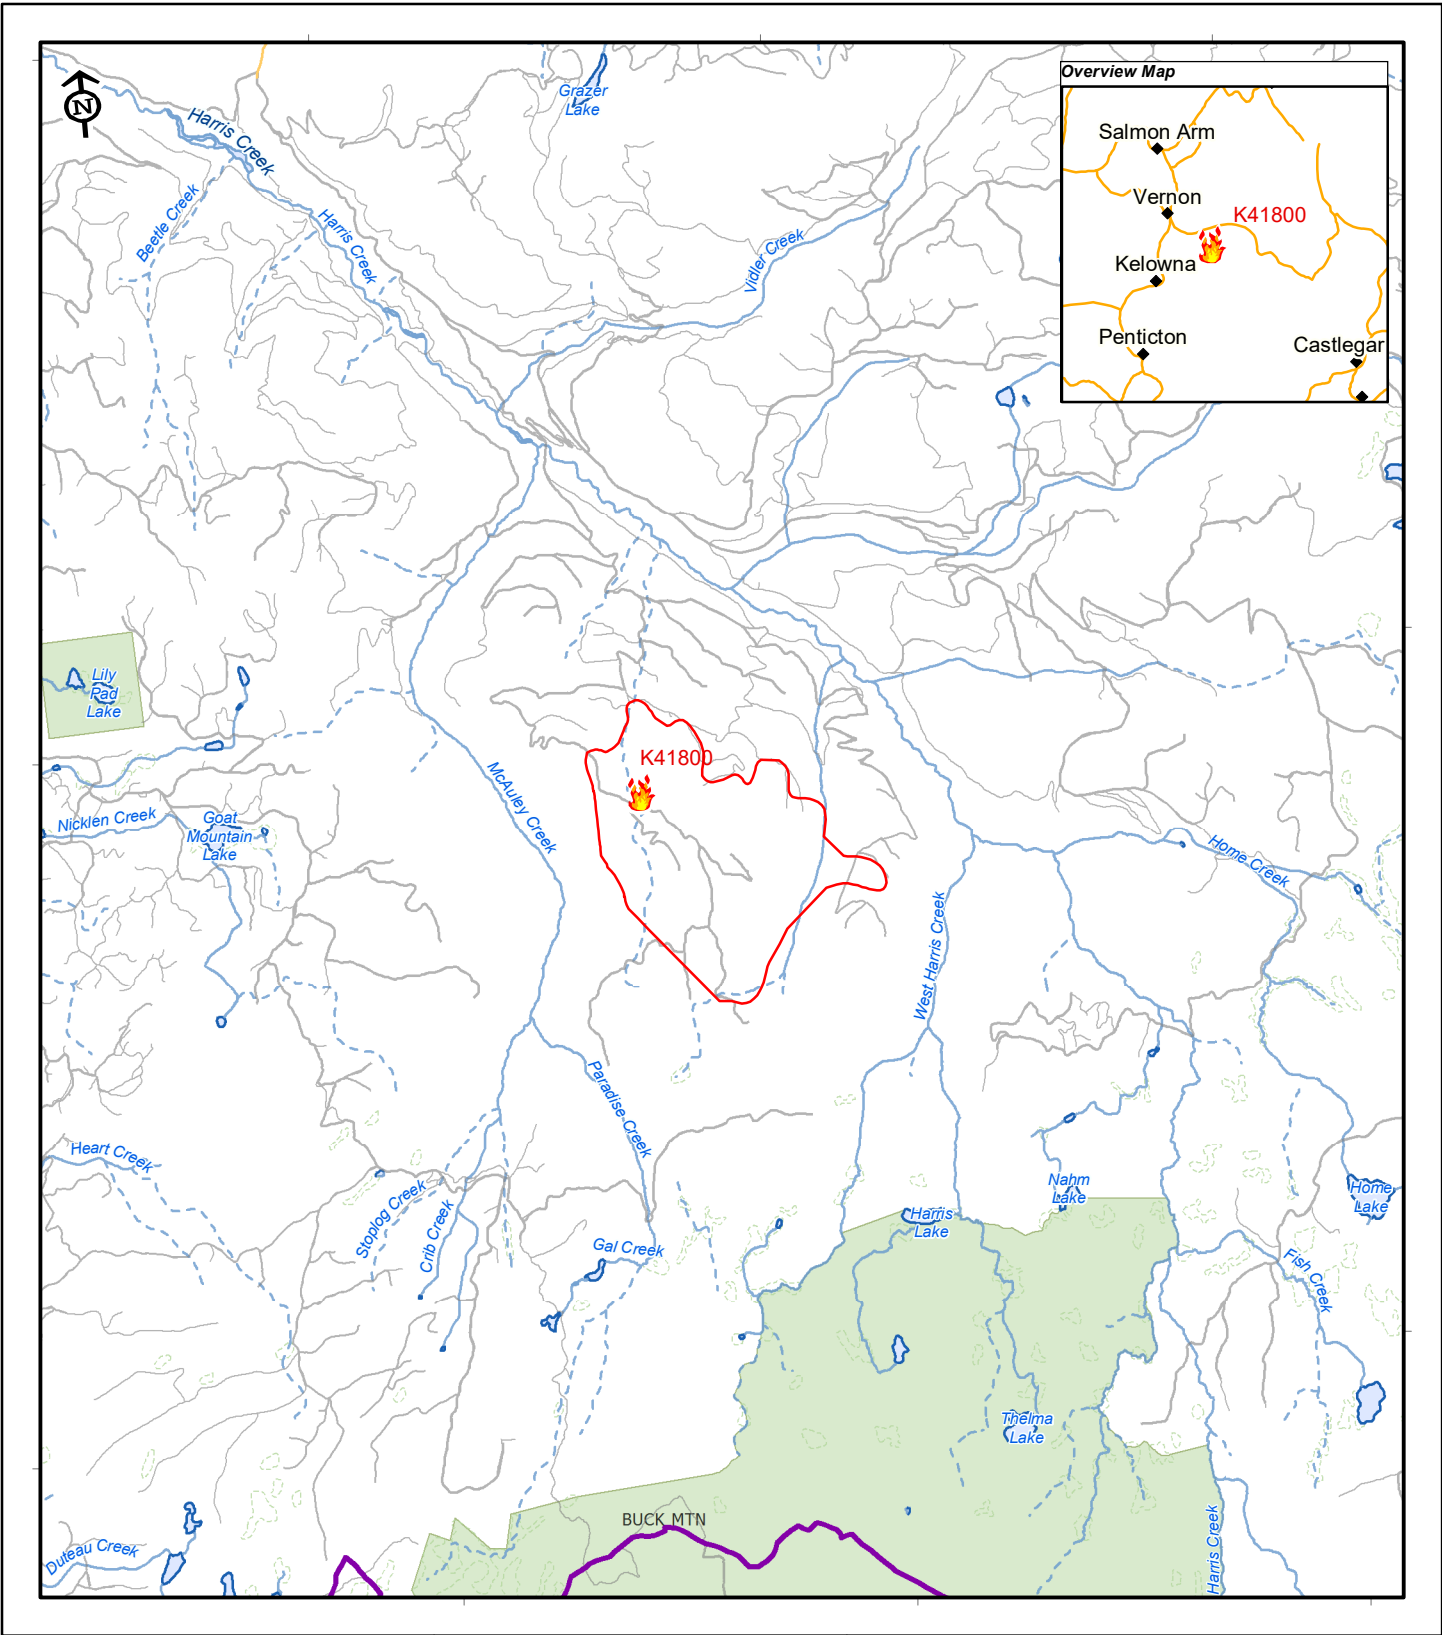 Overview Map
N
Grazer
Lake
Harris Creek
Salmon Arm
Beetle Creek
Harris Creek
Vernon
K41800
Vidler Creek
Kelowna
Penticton
Castlegar
Lily
Pad
Lake
K41800
McAuley Creek
Nicklen Creek
Goat
Mountain
Lake
Home Creek
West Harris Creek
Paradise Creek
Heart Creek
Stoplog Creek
Crib Creek
Nahm
Lake
Home
Lake
Harris
Lake
Gal Creek
Fish Creek
Thelma
Lake
BUCK MTN
Duteau Creek
Harris Creek